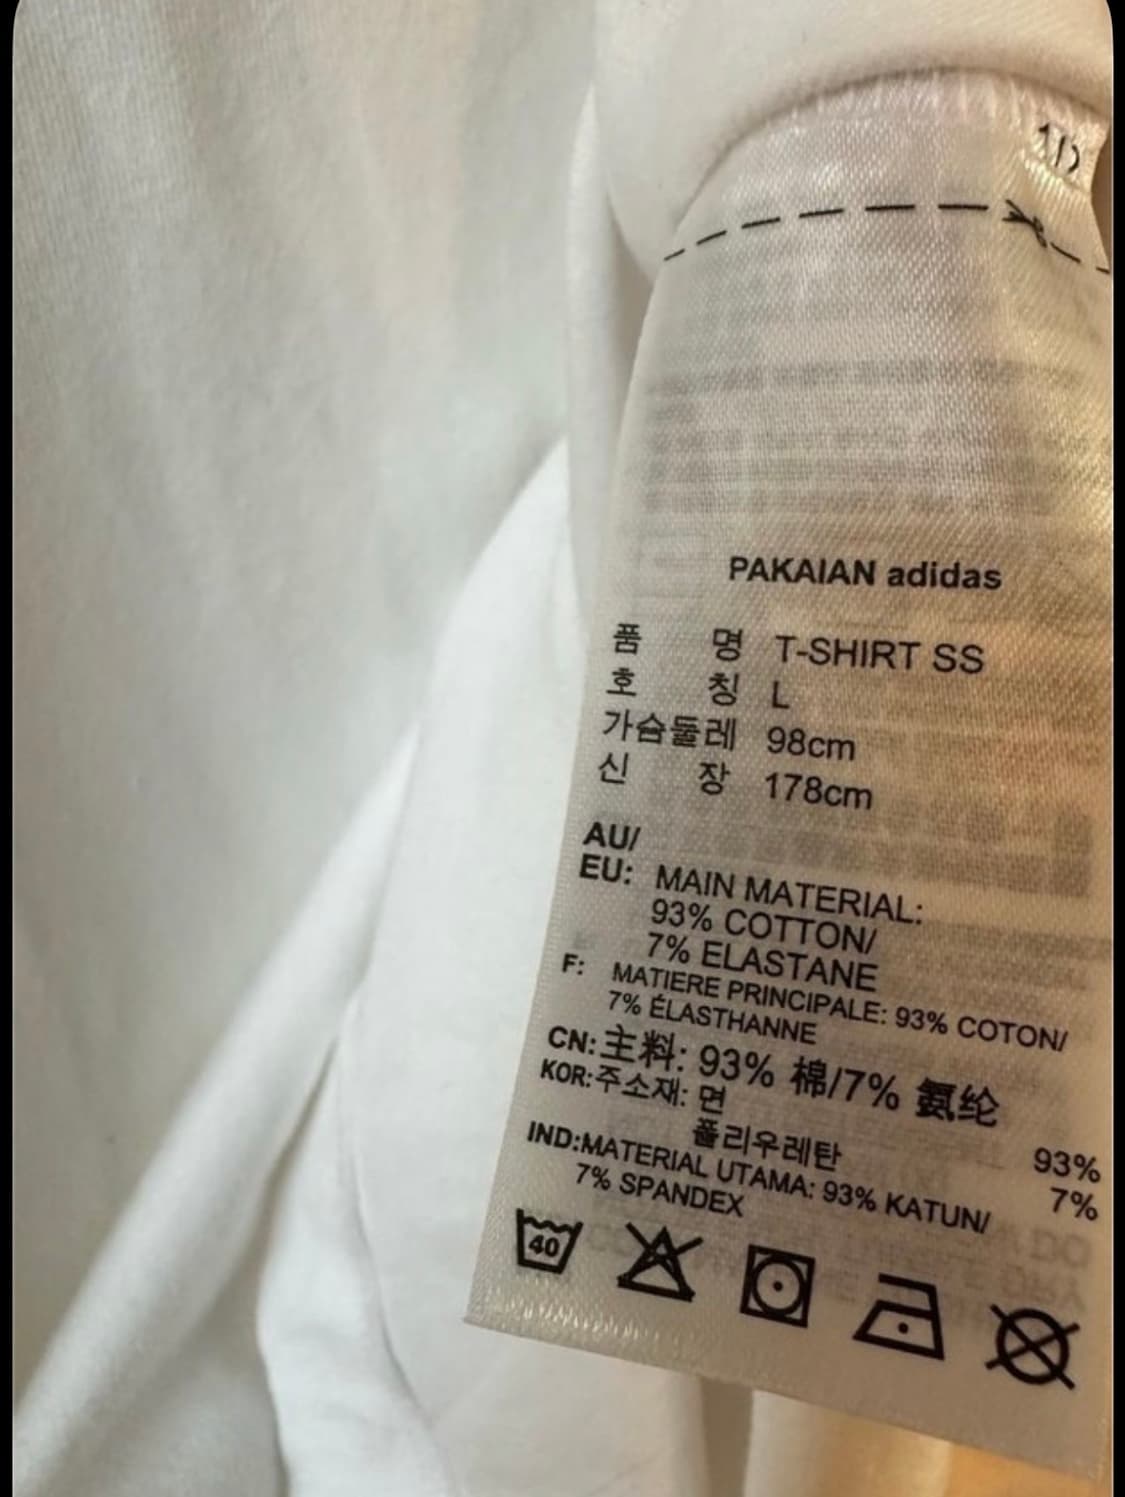 PAKAIAN adidas
품 명 T-SHIRT SS
호 칭 L
가슴둘레 98cm
신 장 178cm
AU/
EU: MAIN MATERIAL:
93% COTTON/
7% ELASTANE
F: MATIERE PRINCIPALE: 93% COTON/
7% ÉLASTHANNE
CN:主料: 93% 棉/7% 氨纶
KOR:주소재: 면 93%
폴리우레탄 7%
IND:MATERIAL UTAMA: 93% KATUN/
7% SPANDEX
40